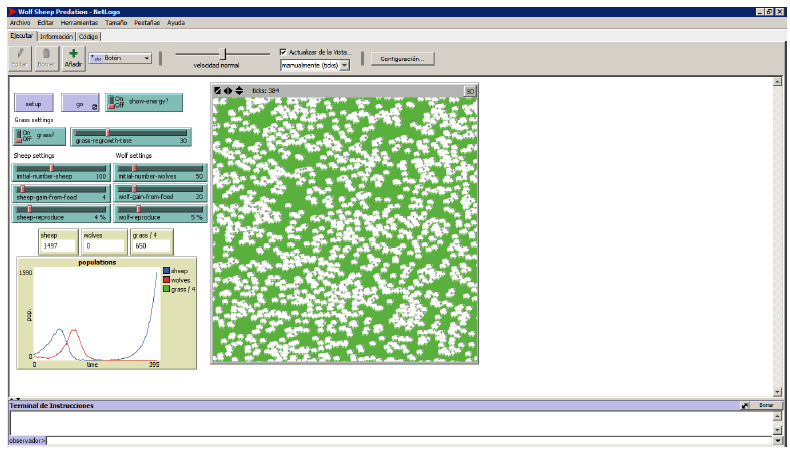 Wolf Sheep Predation - NetLogo
Archivo Editar Herramientas Tamaño Pestañas Ayuda
Ejecutar Información Código
Editar Borrar Añadir
Botón
velocidad normal
Actualizar de la Vista...
manualmente (ticks)
Configuración...
ticks: 384
3D
setup
go
On
Off
show-energy?
Grass settings
On
Off
grass?
grass-regrowth-time 30
Sheep settings
Wolf settings
initial-number-sheep 100
initial-number-wolves 50
sheep-gain-from-food 4
wolf-gain-from-food 20
sheep-reproduce 4 %
wolf-reproduce 5 %
sheep
1497
wolves
0
grass / 4
650
populations
1590
pop.
0
0
time
395
sheep
wolves
grass / 4
Terminal de Instrucciones
Borrar
observador>